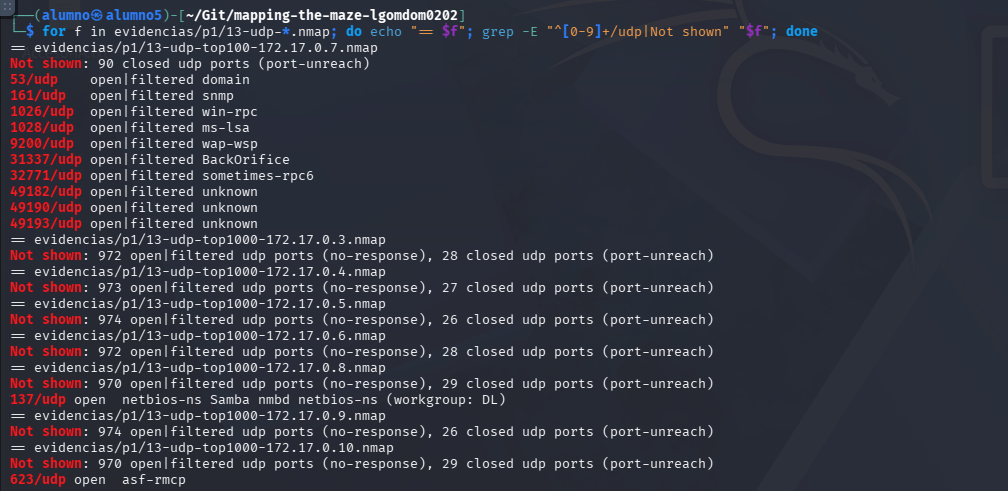 ┌──(alumno㉿alumno5)-[~/Git/mapping-the-maze-lgomdom0202]
└─$ for f in evidencias/p1/13-udp-*.nmap; do echo "== $f"; grep -E "^[0-9]+/udp|Not shown" "$f"; done
== evidencias/p1/13-udp-top100-172.17.0.7.nmap
Not shown: 90 closed udp ports (port-unreach)
53/udp    open|filtered domain
161/udp   open|filtered snmp
1026/udp  open|filtered win-rpc
1028/udp  open|filtered ms-lsa
9200/udp  open|filtered wap-wsp
31337/udp open|filtered BackOrifice
32771/udp open|filtered sometimes-rpc6
49182/udp open|filtered unknown
49190/udp open|filtered unknown
49193/udp open|filtered unknown
== evidencias/p1/13-udp-top1000-172.17.0.3.nmap
Not shown: 972 open|filtered udp ports (no-response), 28 closed udp ports (port-unreach)
== evidencias/p1/13-udp-top1000-172.17.0.4.nmap
Not shown: 973 open|filtered udp ports (no-response), 27 closed udp ports (port-unreach)
== evidencias/p1/13-udp-top1000-172.17.0.5.nmap
Not shown: 974 open|filtered udp ports (no-response), 26 closed udp ports (port-unreach)
== evidencias/p1/13-udp-top1000-172.17.0.6.nmap
Not shown: 972 open|filtered udp ports (no-response), 28 closed udp ports (port-unreach)
== evidencias/p1/13-udp-top1000-172.17.0.8.nmap
Not shown: 970 open|filtered udp ports (no-response), 29 closed udp ports (port-unreach)
137/udp open  netbios-ns Samba nmbd netbios-ns (workgroup: DL)
== evidencias/p1/13-udp-top1000-172.17.0.9.nmap
Not shown: 974 open|filtered udp ports (no-response), 26 closed udp ports (port-unreach)
== evidencias/p1/13-udp-top1000-172.17.0.10.nmap
Not shown: 970 open|filtered udp ports (no-response), 29 closed udp ports (port-unreach)
623/udp open  asf-rmcp